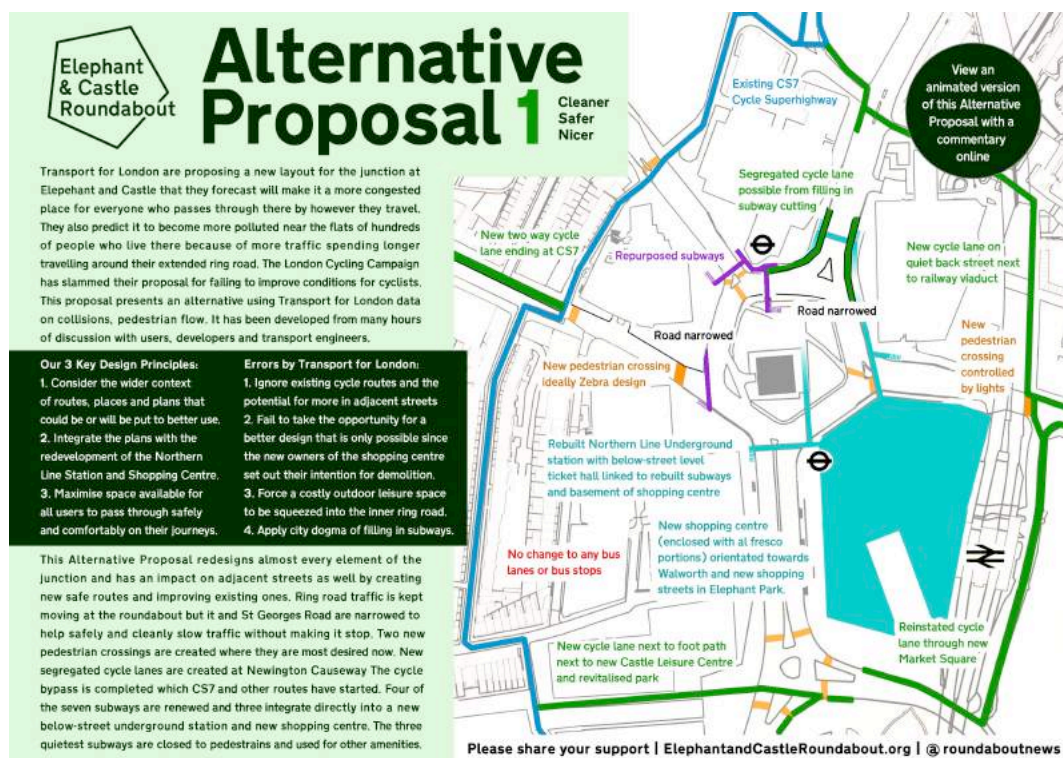 Elephant
& Castle
Roundabout
Alternative
Proposal 1
Cleaner
Safer
Nicer
Transport for London are proposing a new layout for the junction at
Elepehant and Castle that they forecast will make it a more congested
place for everyone who passes through there by however they travel.
They also predict it to become more polluted near the flats of hundreds
of people who live there because of more traffic spending longer
travelling around their extended ring road. The London Cycling Campaign
has slammed their proposal for failing to improve conditions for cyclists.
This proposal presents an alternative using Transport for London data
on collisions, pedestrian flow. It has been developed from many hours
of discussion with users, developers and transport engineers.
Our 3 Key Design Principles:
1. Consider the wider context
of routes, places and plans that
could be or will be put to better use.
2. Integrate the plans with the
redevelopment of the Northern
Line Station and Shopping Centre.
3. Maximise space available for
all users to pass through safely
and comfortably on their journeys.
Errors by Transport for London:
1. Ignore existing cycle routes and the
potential for more in adjacent streets
2. Fail to take the opportunity for a
better design that is only possible since
the new owners of the shopping centre
set out their intention for demolition.
3. Force a costly outdoor leisure space
to be squeezed into the inner ring road.
4. Apply city dogma of filling in subways.
This Alternative Proposal redesigns almost every element of the
junction and has an impact on adjacent streets as well by creating
new safe routes and improving existing ones. Ring road traffic is kept
moving at the roundabout but it and St Georges Road are narrowed to
help safely and cleanly slow traffic without making it stop. Two new
pedestrian crossings are created where they are most desired now. New
segregated cycle lanes are created at Newington Causeway The cycle
bypass is completed which CS7 and other routes have started. Four of
the seven subways are renewed and three integrate directly into a new
below-street underground station and new shopping centre. The three
quietest subways are closed to pedestrains and used for other amenities.
Existing CS7
Cycle Superhighway
View an
animated version
of this Alternative
Proposal with a
commentary
online
Segregated cycle lane
possible from filling in
subway cutting
New two way cycle
lane ending at CS7
Repurposed subways
New cycle lane on
quiet back street next
to railway viaduct
Road narrowed
Road narrowed
New
pedestrian
crossing
controlled
by lights
New pedestrian crossing
ideally Zebra design
Rebuilt Northern Line Underground
station with below-street level
ticket hall linked to rebuilt subways
and basement of shopping centre
New shopping centre
(enclosed with al fresco
portions) orientated towards
Walworth and new shopping
streets in Elephant Park.
No change to any bus
lanes or bus stops
Reinstated cycle
lane through new
Market Square
New cycle lane next to foot path
next to new Castle Leisure Centre
and revitalised park
Please share your support | ElephantandCastleRoundabout.org | @ roundaboutnews